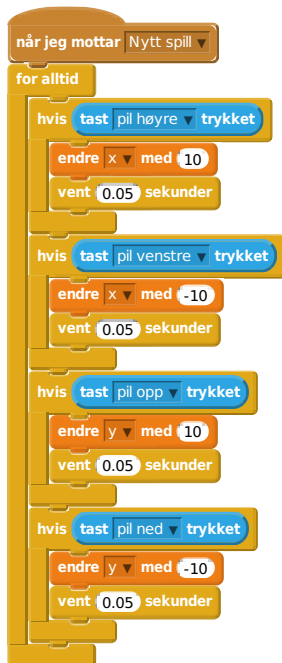 når jeg mottar Nytt spill
for alltid
hvis tast pil høyre trykket
endre x med 10
vent 0.05 sekunder
hvis tast pil venstre trykket
endre x med -10
vent 0.05 sekunder
hvis tast pil opp trykket
endre y med 10
vent 0.05 sekunder
hvis tast pil ned trykket
endre y med -10
vent 0.05 sekunder